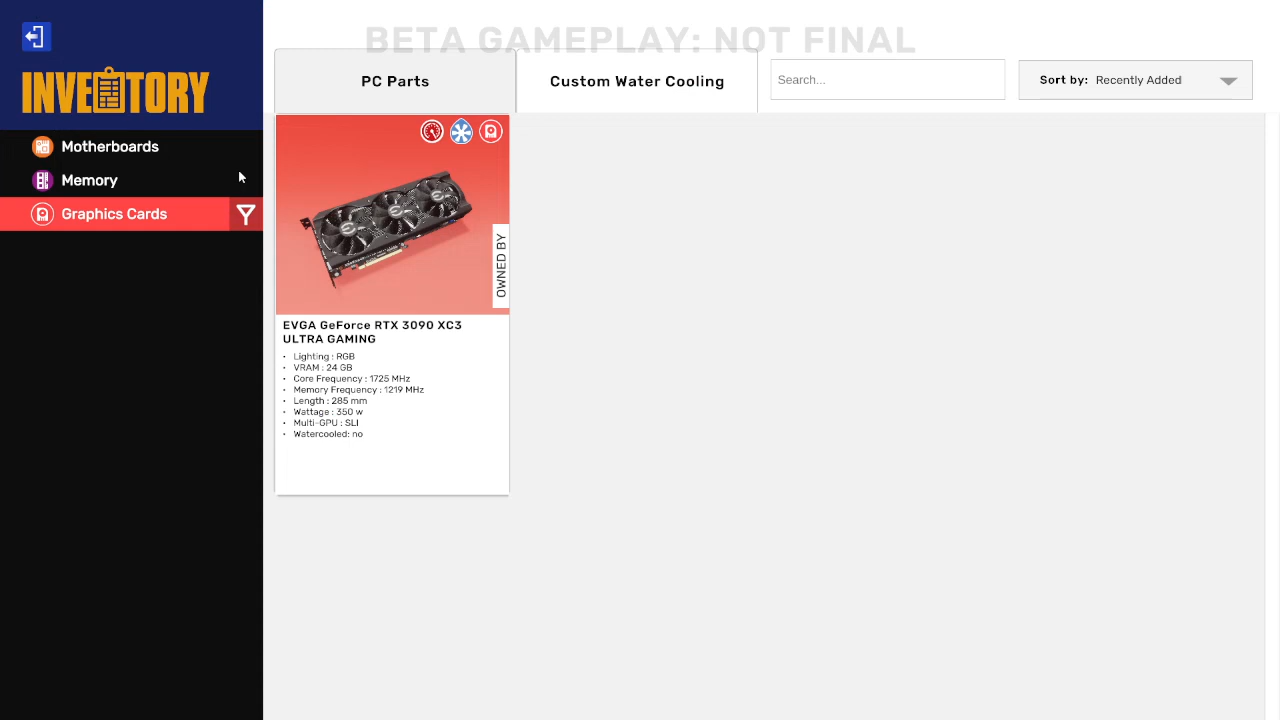 BETA GAMEPLAY: NOT FINAL
INVENTORY
PC Parts
Custom Water Cooling
Search...
Sort by: Recently Added
Motherboards
Memory
Graphics Cards
OWNED BY
EVGA GeForce RTX 3090 XC3
ULTRA GAMING
• Lighting : RGB
• VRAM : 24 GB
• Core Frequency : 1725 MHz
• Memory Frequency : 1219 MHz
• Length : 285 mm
• Wattage : 350 w
• Multi-GPU : SLI
• Watercooled: no